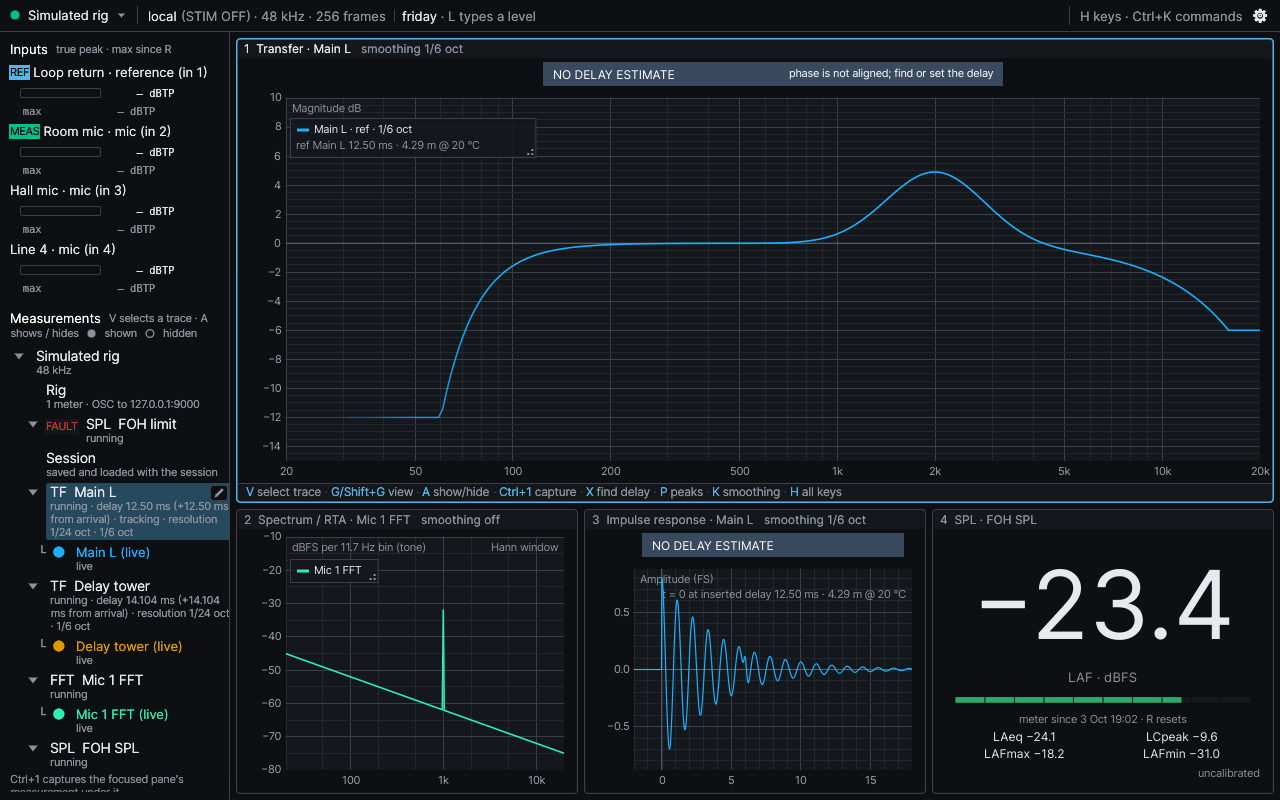 Simulated rig
local (STIM OFF) · 48 kHz · 256 frames
friday · L types a level
H keys · Ctrl+K commands
Inputs true peak · max since R
REF Loop return · reference (in 1)
– dBTP
max – dBTP
MEAS Room mic · mic (in 2)
– dBTP
max – dBTP
Hall mic · mic (in 3)
– dBTP
max – dBTP
Line 4 · mic (in 4)
– dBTP
max – dBTP
Measurements V selects a trace · A
shows / hides shown hidden
Simulated rig
48 kHz
Rig
1 meter · OSC to 127.0.0.1:9000
FAULT SPL FOH limit
running
Session
saved and loaded with the session
TF Main L
running · delay 12.50 ms (+12.50 ms
from arrival) · tracking · resolution
1/24 oct · 1/6 oct
Main L (live)
live
TF Delay tower
running · delay 14.104 ms (+14.104
ms from arrival) · resolution 1/24 oct
· 1/6 oct
Delay tower (live)
live
FFT Mic 1 FFT
running
Mic 1 FFT (live)
live
SPL FOH SPL
running
Ctrl+1 captures the focused pane's
1 Transfer · Main L smoothing 1/6 oct
NO DELAY ESTIMATE phase is not aligned; find or set the delay
Magnitude dB
Main L · ref · 1/6 oct
ref Main L 12.50 ms · 4.29 m @ 20 °C
10
8
6
4
2
0
−2
−4
−6
−8
−10
−12
−14
20 50 100 200 500 1k 2k 5k 10k 20k
V select trace · G/Shift+G view · A show/hide · Ctrl+1 capture · X find delay · P peaks · K smoothing · H all keys
2 Spectrum / RTA · Mic 1 FFT smoothing off
dBFS per 11.7 Hz bin (tone) Hann window
Mic 1 FFT
−10
−20
−30
−40
−50
−60
−70
−80
100 1k 10k
3 Impulse response · Main L smoothing 1/6 oct
NO DELAY ESTIMATE
Amplitude (FS)
t = 0 at inserted delay 12.50 ms · 4.29 m @ 20 °C
0.5
0.0
−0.5
0 5 10 15
4 SPL · FOH SPL
−23.4
LAF · dBFS
meter since 3 Oct 19:02 · R resets
LAeq −24.1 LCpeak −9.6
LAFmax −18.2 LAFmin −31.0
uncalibrated